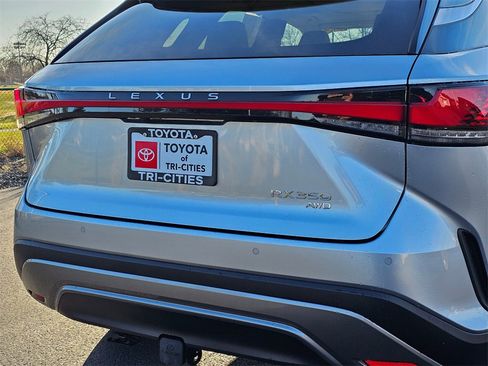 LEXUS
TOYOTA
TOYOTA
of
TRI-CITIES
TRI-CITIES
RX350
AWD